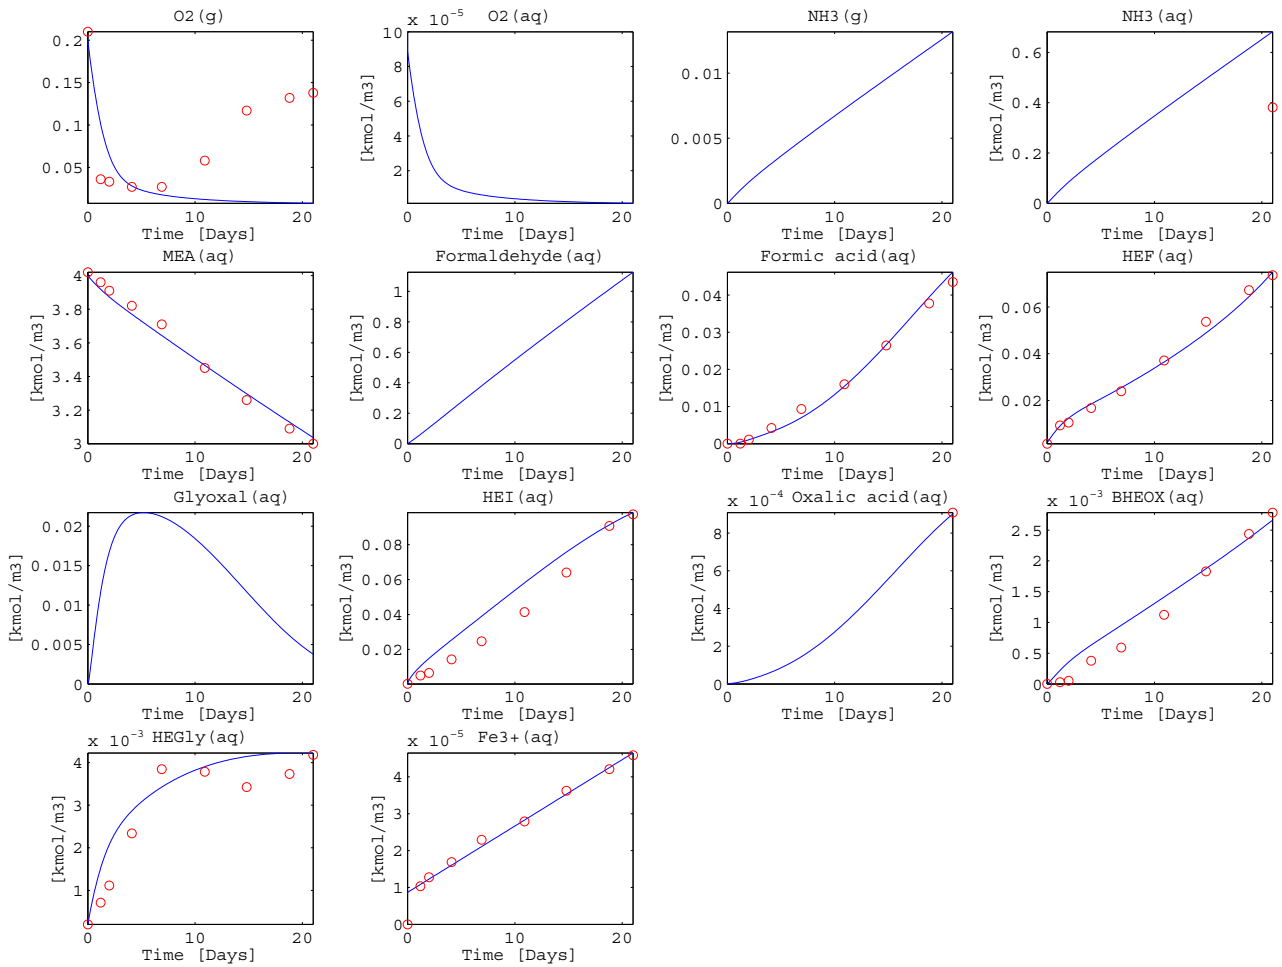 O2(g)
0.2
0.15
0.1
0.05
0 10 20
Time [Days]
x 10^-5 O2(aq)
[kmol/m3]
10
8
6
4
2
0 10 20
Time [Days]
NH3(g)
[kmol/m3]
0.01
0.005
0
0 10 20
Time [Days]
NH3(aq)
[kmol/m3]
0.6
0.4
0.2
0
0 10 20
Time [Days]
MEA(aq)
[kmol/m3]
4
3.8
3.6
3.4
3.2
3
0 10 20
Time [Days]
Formaldehyde(aq)
[kmol/m3]
1
0.8
0.6
0.4
0.2
0
0 10 20
Time [Days]
Formic acid(aq)
[kmol/m3]
0.04
0.03
0.02
0.01
0
0 10 20
Time [Days]
HEF(aq)
[kmol/m3]
0.06
0.04
0.02
0 10 20
Time [Days]
Glyoxal(aq)
[kmol/m3]
0.02
0.015
0.01
0.005
0
0 10 20
Time [Days]
HEI(aq)
[kmol/m3]
0.08
0.06
0.04
0.02
0 10 20
Time [Days]
x 10^-4 Oxalic acid(aq)
[kmol/m3]
8
6
4
2
0
0 10 20
Time [Days]
x 10^-3 BHEOX(aq)
[kmol/m3]
2.5
2
1.5
1
0.5
0
0 10 20
Time [Days]
x 10^-3 HEGly(aq)
[kmol/m3]
4
3
2
1
0 10 20
Time [Days]
x 10^-5 Fe3+(aq)
[kmol/m3]
4
3
2
1
0
0 10 20
Time [Days]